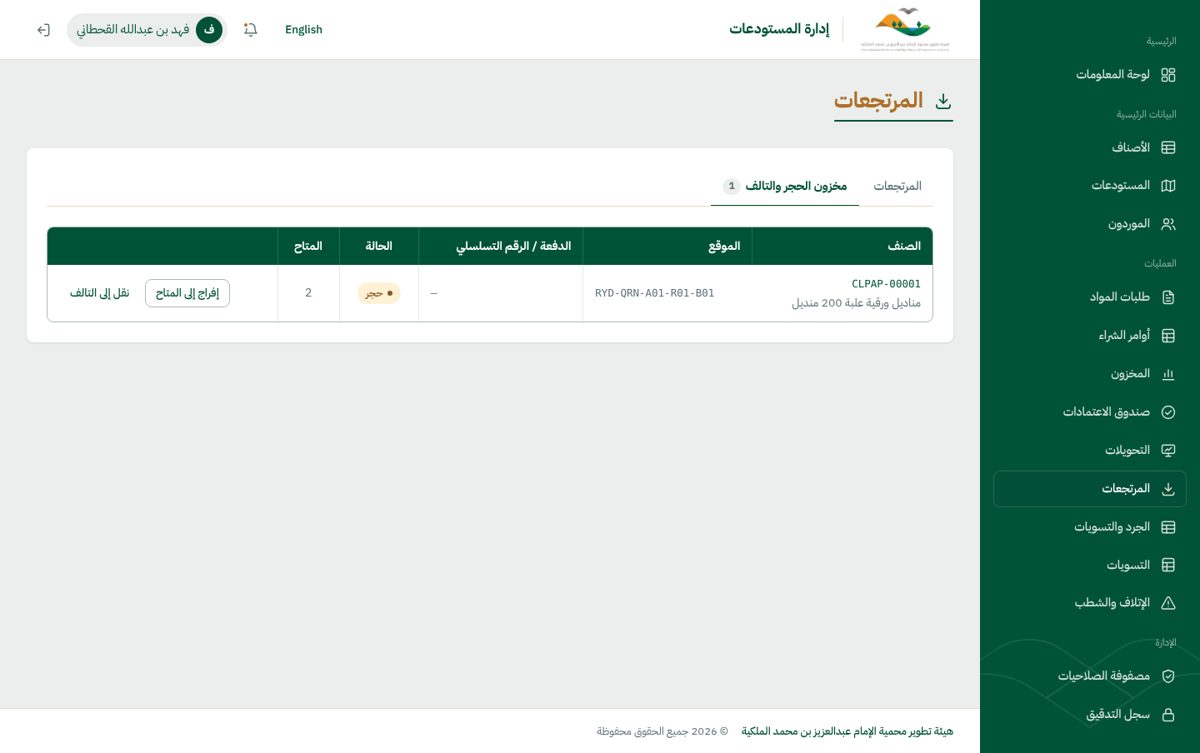 إدارة المستودعات
English
ف
فهد بن عبدالله القحطاني
الرئيسية
لوحة المعلومات
البيانات الرئيسية
الأصناف
المستودعات
الموردون
العمليات
طلبات المواد
أوامر الشراء
المخزون
صندوق الاعتمادات
التحويلات
المرتجعات
الجرد والتسويات
التسويات
الإتلاف والشطب
الإدارة
مصفوفة الصلاحيات
سجل التدقيق
المرتجعات
المرتجعات
مخزون الحجر والتالف 1
الصنف الموقع الدفعة / الرقم التسلسلي الحالة المتاح
CLPAP-00001
مناديل ورقية علبة 200 منديل
RYD-QRN-A01-R01-B01
—
حجر
2
إفراج إلى المتاح
نقل إلى التالف
هيئة تطوير محمية الإمام عبدالعزيز بن محمد الملكية
© 2026 جميع الحقوق محفوظة